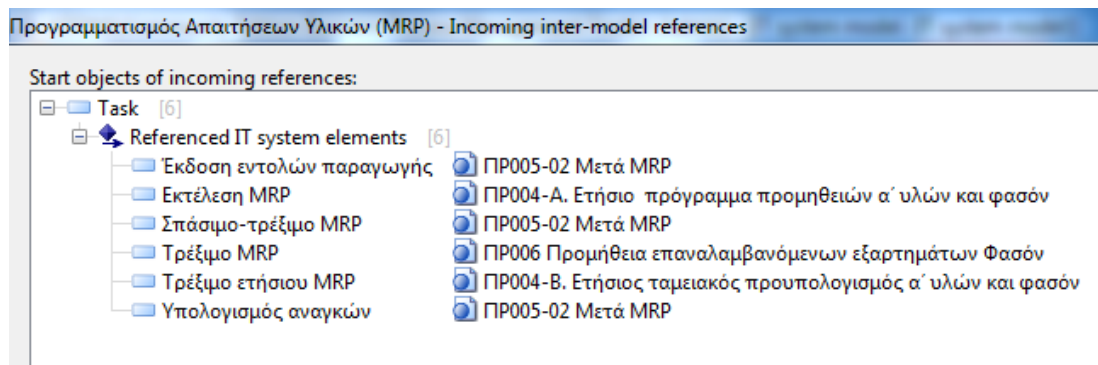 Προγραμματισμός Απαιτήσεων Υλικών (MRP) - Incoming inter-model references
Start objects of incoming references:
Task [6]
Referenced IT system elements [6]
Έκδοση εντολών παραγωγής ΠΡ005-02 Μετά MRP
Εκτέλεση MRP ΠΡ004-Α. Ετήσιο πρόγραμμα προμηθειών α΄ υλών και φασόν
Σπάσιμο-τρέξιμο MRP ΠΡ005-02 Μετά MRP
Τρέξιμο MRP ΠΡ006 Προμήθεια επαναλαμβανόμενων εξαρτημάτων Φασόν
Τρέξιμο ετήσιου MRP ΠΡ004-Β. Ετήσιος ταμειακός προυπολογισμός α΄ υλών και φασόν
Υπολογισμός αναγκών ΠΡ005-02 Μετά MRP